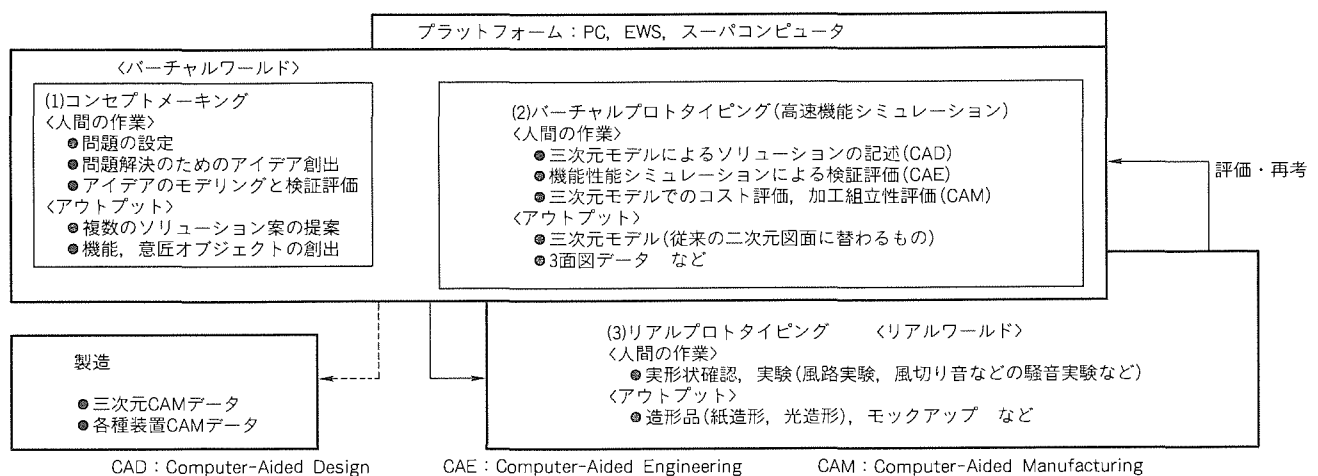 プラットフォーム：PC, EWS, スーパコンピュータ
〈バーチャルワールド〉
(1)コンセプトメーキング
〈人間の作業〉
●問題の設定
●問題解決のためのアイデア創出
●アイデアのモデリングと検証評価
〈アウトプット〉
●複数のソリューション案の提案
●機能，意匠オブジェクトの創出
(2)バーチャルプロトタイピング(高速機能シミュレーション)
〈人間の作業〉
●三次元モデルによるソリューションの記述(CAD)
●機能性能シミュレーションによる検証評価(CAE)
●三次元モデルでのコスト評価，加工組立性評価(CAM)
〈アウトプット〉
●三次元モデル(従来の二次元図面に替わるもの)
●3面図データ　など
評価・再考
製造
●三次元CAMデータ
●各種装置CAMデータ
(3)リアルプロトタイピング　〈リアルワールド〉
〈人間の作業〉
●実形状確認，実験(風路実験，風切り音などの騒音実験など)
〈アウトプット〉
●造形品(紙造形，光造形)，モックアップ　など
CAD：Computer-Aided Design　CAE：Computer-Aided Engineering　CAM：Computer-Aided Manufacturing